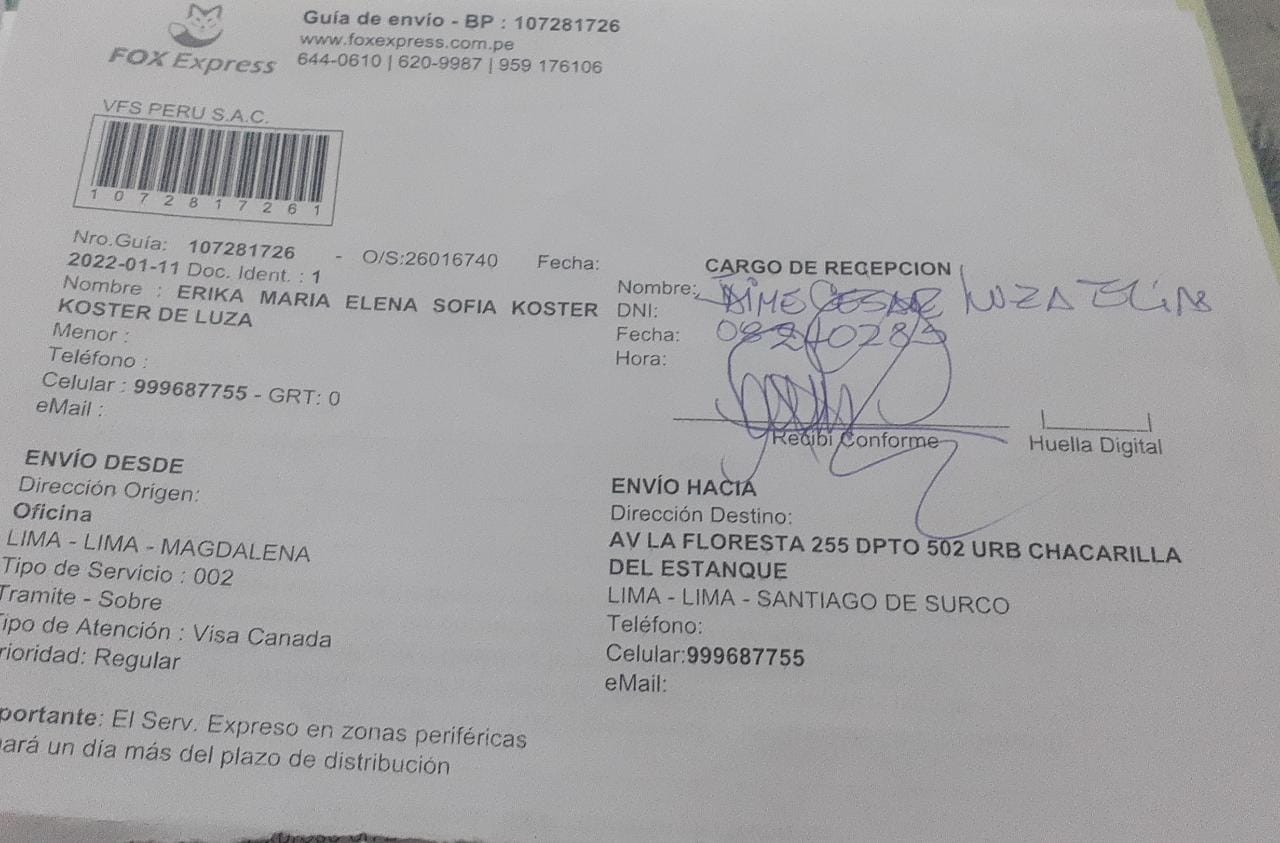 FOX Express
Guía de envío - BP : 107281726
www.foxexpress.com.pe
644-0610 | 620-9987 | 959 176106
VFS PERU S.A.C.
1 0 7 2 8 1 7 2 6 1
Nro.Guía: 107281726 - O/S:26016740 Fecha:
2022-01-11 Doc. Ident. : 1
Nombre : ERIKA MARIA ELENA SOFIA KOSTER
KOSTER DE LUZA
Menor :
Teléfono :
Celular : 999687755 - GRT: 0
eMail :
CARGO DE RECEPCION
Nombre: CESAR LUZA
DNI: 08240283
Fecha:
Hora:
Recibi Conforme
Huella Digital
ENVÍO DESDE
Dirección Orígen:
Oficina
LIMA - LIMA - MAGDALENA
Tipo de Servicio : 002
Tramite - Sobre
ipo de Atención : Visa Canada
rioridad: Regular
ENVÍO HACIA
Dirección Destino:
AV LA FLORESTA 255 DPTO 502 URB CHACARILLA
DEL ESTANQUE
LIMA - LIMA - SANTIAGO DE SURCO
Teléfono:
Celular:999687755
eMail:
portante: El Serv. Expreso en zonas periféricas
ará un día más del plazo de distribución